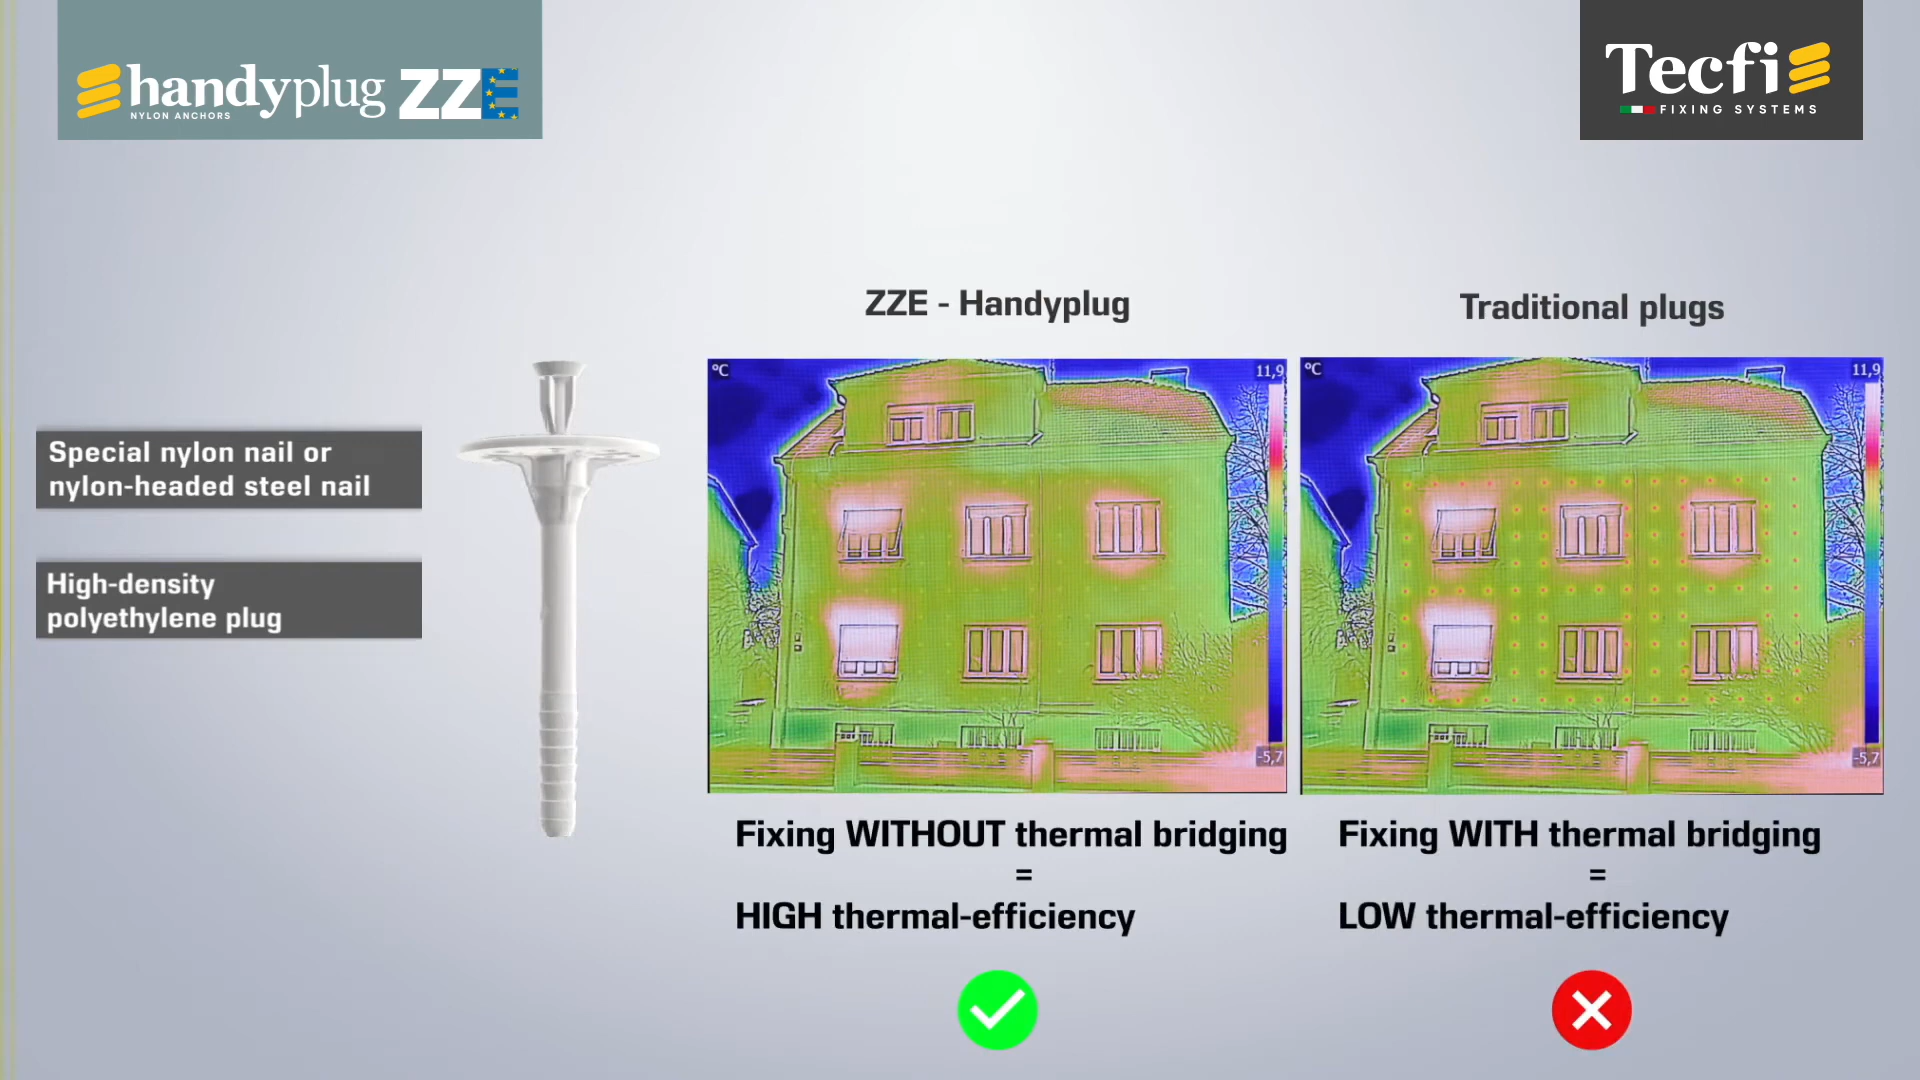 handyplug ZZE
NYLON ANCHORS
Tecfi
FIXING SYSTEMS
Special nylon nail or
nylon-headed steel nail
High-density
polyethylene plug
ZZE - Handyplug
°C
11,9
-5,7
Fixing WITHOUT thermal bridging
=
HIGH thermal-efficiency
Traditional plugs
°C
11,9
-5,7
Fixing WITH thermal bridging
=
LOW thermal-efficiency